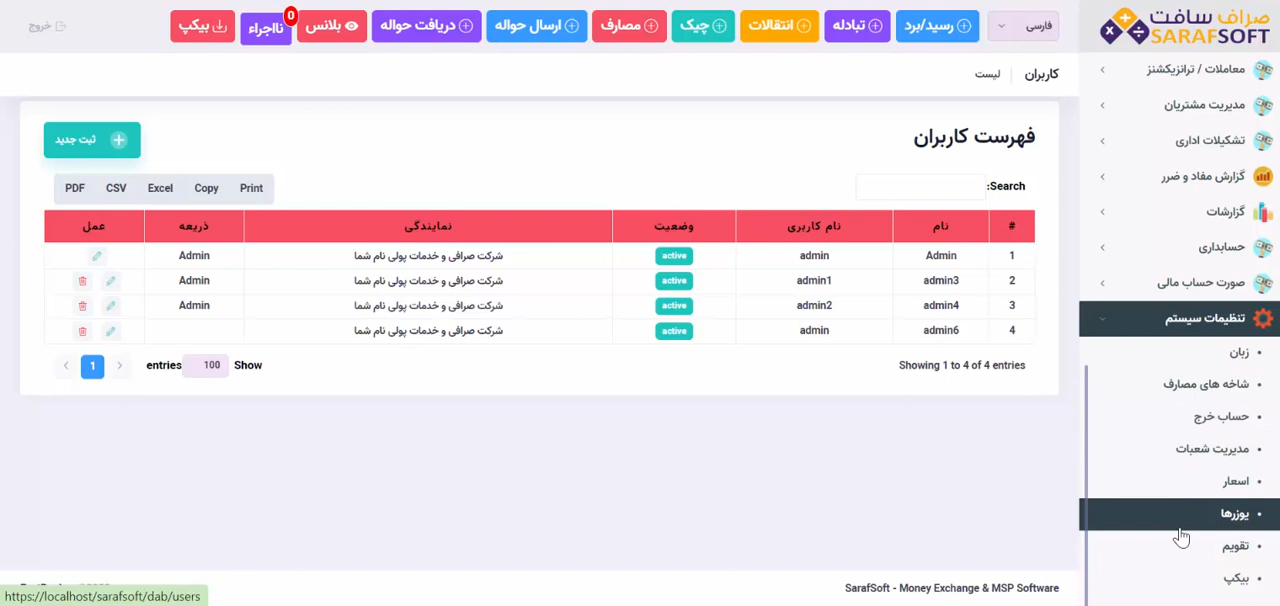 صراف سافت
SARAFSOFT
فارسی
رسید/برد
تبادله
انتقالات
چیک
مصارف
ارسال حواله
دریافت حواله
بلانس
نااجراء
0
بیکپ
خروج
معاملات / ترانزیکشنز
مدیریت مشتریان
تشکیلات اداری
گزارش مفاد و ضرر
گزارشات
حسابداری
صورت حساب مالی
تنظیمات سیستم
زبان
شاخه های مصارف
حساب خرج
مدیریت شعبات
اسعار
یوزرها
تقویم
بیکپ
کاربران
لیست
فهرست کاربران
ثبت جدید
Search:
PDF CSV Excel Copy Print
# نام نام کاربری وضعیت نمایندگی ذریعه عمل
1 Admin admin active شرکت صرافی و خدمات پولی نام شما Admin
2 admin3 admin1 active شرکت صرافی و خدمات پولی نام شما Admin
3 admin4 admin2 active شرکت صرافی و خدمات پولی نام شما Admin
4 admin6 admin active شرکت صرافی و خدمات پولی نام شما
Showing 1 to 4 of 4 entries
Show 100 entries
1
SarafSoft - Money Exchange & MSP Software
https://localhost/sarafsoft/dab/users